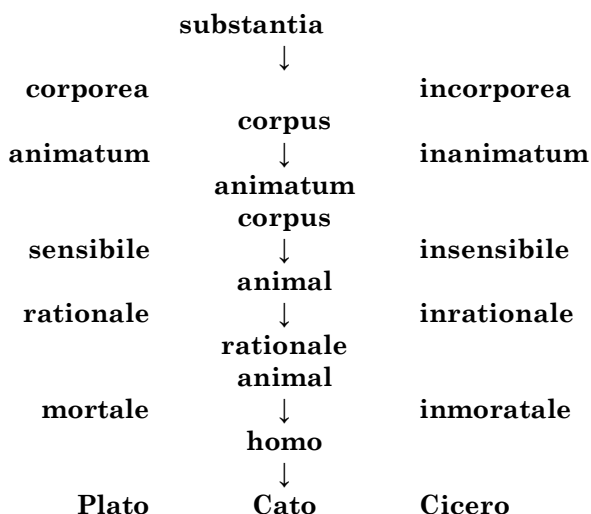 substantia
↓
corporea incorporea
corpus
animatum ↓ inanimatum
animatum
corpus
sensibile ↓ insensibile
animal
rationale ↓ inrationale
rationale
animal
mortale ↓ inmoratale
homo
↓
Plato Cato Cicero